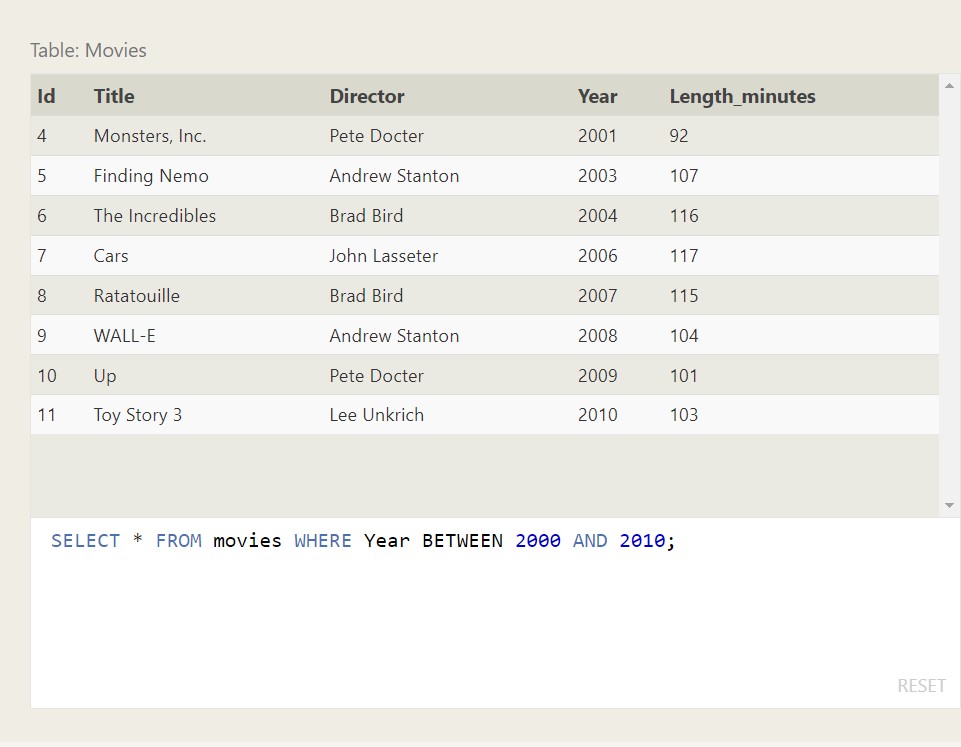 Table: Movies
Id Title Director Year Length_minutes
4 Monsters, Inc. Pete Docter 2001 92
5 Finding Nemo Andrew Stanton 2003 107
6 The Incredibles Brad Bird 2004 116
7 Cars John Lasseter 2006 117
8 Ratatouille Brad Bird 2007 115
9 WALL-E Andrew Stanton 2008 104
10 Up Pete Docter 2009 101
11 Toy Story 3 Lee Unkrich 2010 103
SELECT * FROM movies WHERE Year BETWEEN 2000 AND 2010;
RESET